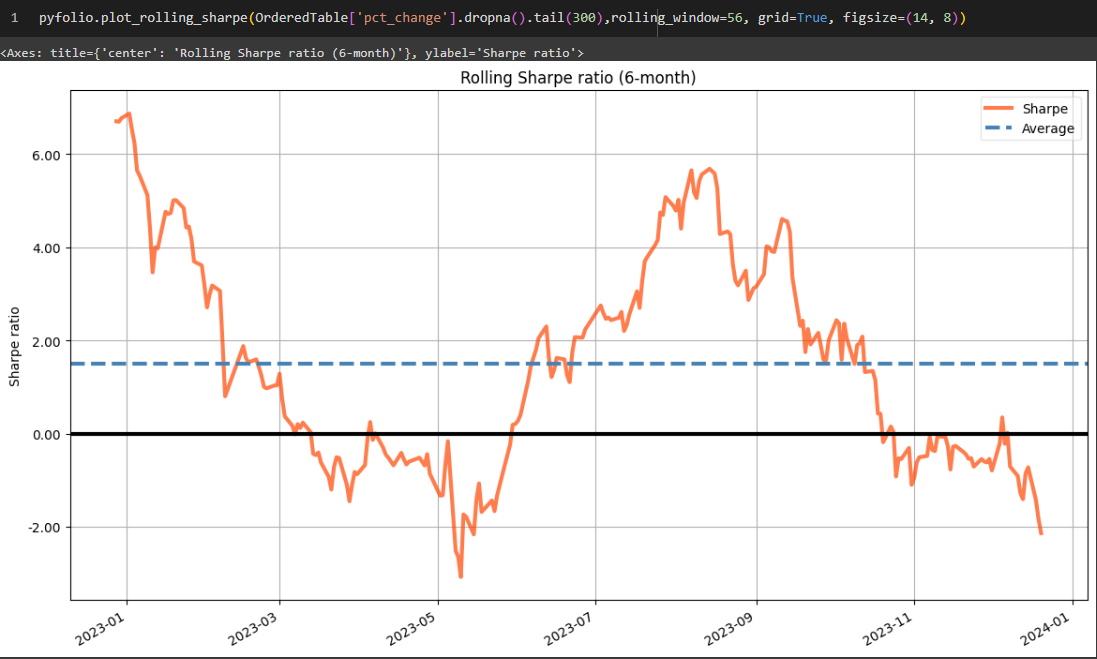 1 pyfolio.plot_rolling_sharpe(OrderedTable['pct_change'].dropna().tail(300),rolling_window=56, grid=True, figsize=(14, 8))
<Axes: title={'center': 'Rolling Sharpe ratio (6-month)'}, ylabel='Sharpe ratio'>
Rolling Sharpe ratio (6-month)
Sharpe
Average
6.00
4.00
2.00
0.00
-2.00
Sharpe ratio
2023-01
2023-03
2023-05
2023-07
2023-09
2023-11
2024-01